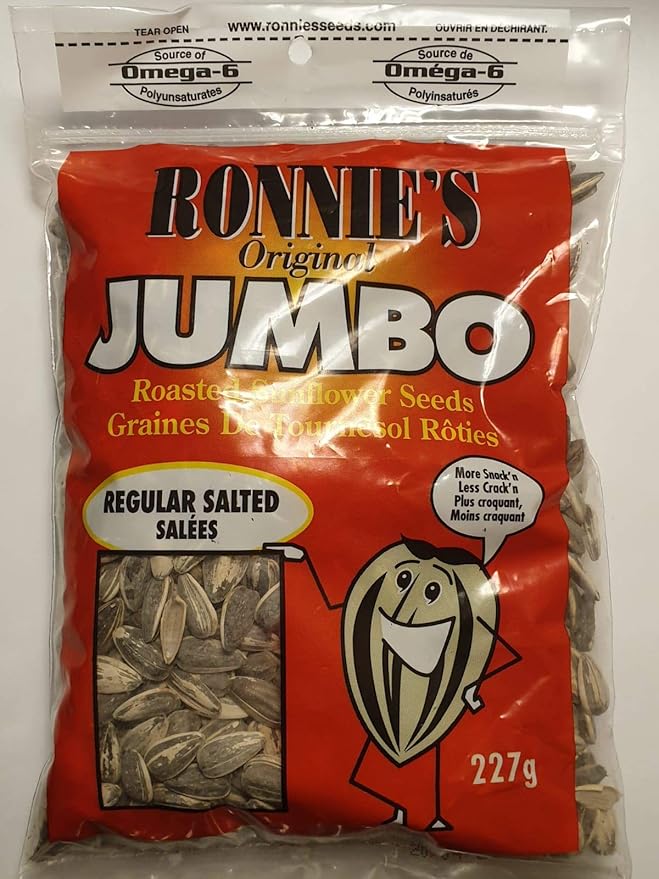 TEAR OPEN
www.ronniesseeds.com
OUVRIR EN DÉCHIRANT.
Source of
Omega-6
Polyunsaturates
Source de
Oméga-6
Polyinsaturés
RONNIE'S
Original
JUMBO
Roasted Sunflower Seeds
Graines De Tournesol Rôties
REGULAR SALTED
SALÉES
More Snack'n
Less Crack'n
Plus croquant,
Moins craquant
227g